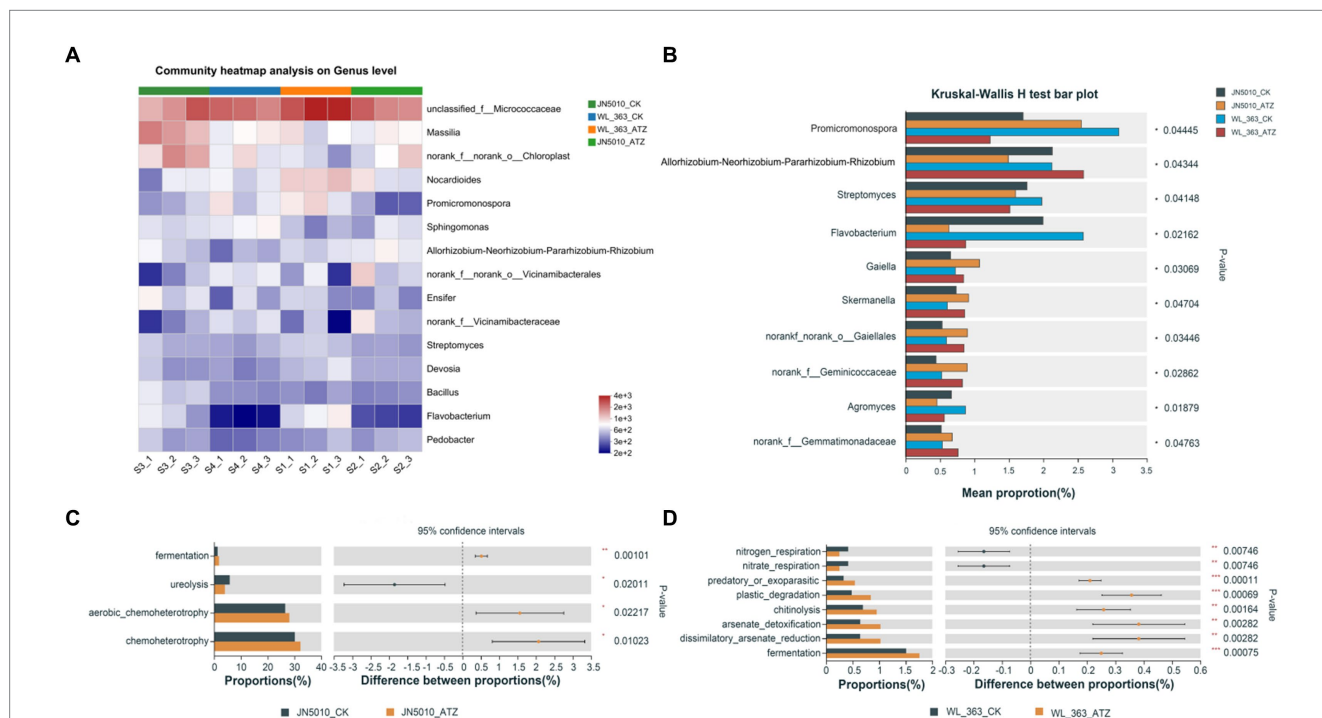 A
Community heatmap analysis on Genus level
unclassified_f__Micrococcaceae
Massilia
norank_f__norank_o__Chloroplast
Nocardioides
Promicromonospora
Sphingomonas
Allorhizobium-Neorhizobium-Pararhizobium-Rhizobium
norank_f__norank_o__Vicinamibacterales
Ensifer
norank_f__Vicinamibacteraceae
Streptomyces
Devosia
Bacillus
Flavobacterium
Pedobacter
JN5010_CK
WL_363_CK
WL_363_ATZ
JN5010_ATZ
4e+3
2e+3
1e+3
6e+2
3e+2
2e+2
S3_1 S3_2 S3_3 S4_1 S4_2 S4_3 S1_1 S1_2 S1_3 S2_1 S2_2 S2_3
B
Kruskal-Wallis H test bar plot
JN5010_CK
JN5010_ATZ
WL_363_CK
WL_363_ATZ
Promicromonospora * 0.04445
Allorhizobium-Neorhizobium-Pararhizobium-Rhizobium * 0.04344
Streptomyces * 0.04148
Flavobacterium * 0.02162
Gaiella * 0.03069
Skermanella * 0.04704
norankf_norank_o__Gaiellales * 0.03446
norank_f__Geminicoccaceae * 0.02862
Agromyces * 0.01879
norank_f__Gemmatimonadaceae * 0.04763
P-value
0 0.5 1 1.5 2 2.5 3 3.5
Mean proprotion(%)
C
95% confidence intervals
fermentation ** 0.00101
ureolysis * 0.02011
aerobic_chemoheterotrophy * 0.02217
chemoheterotrophy * 0.01023
P-value
0 10 20 30 40 -3.5 -2.5 -1.5 -0.5 0 0.5 1.5 2.5 3.5
Proportions(%) Difference between proportions(%)
JN5010_CK JN5010_ATZ
D
95% confidence intervals
nitrogen_respiration ** 0.00746
nitrate_respiration ** 0.00746
predatory_or_exoparasitic *** 0.00011
plastic_degradation *** 0.00069
chitinolysis ** 0.00164
arsenate_detoxification ** 0.00282
dissimilatory_arsenate_reduction ** 0.00282
fermentation *** 0.00075
P-value
0 0.5 1 1.5 2 -0.3 -0.2 -0.1 0 0.1 0.2 0.3 0.4 0.5 0.6
Proportions(%) Difference between proportions(%)
WL_363_CK WL_363_ATZ